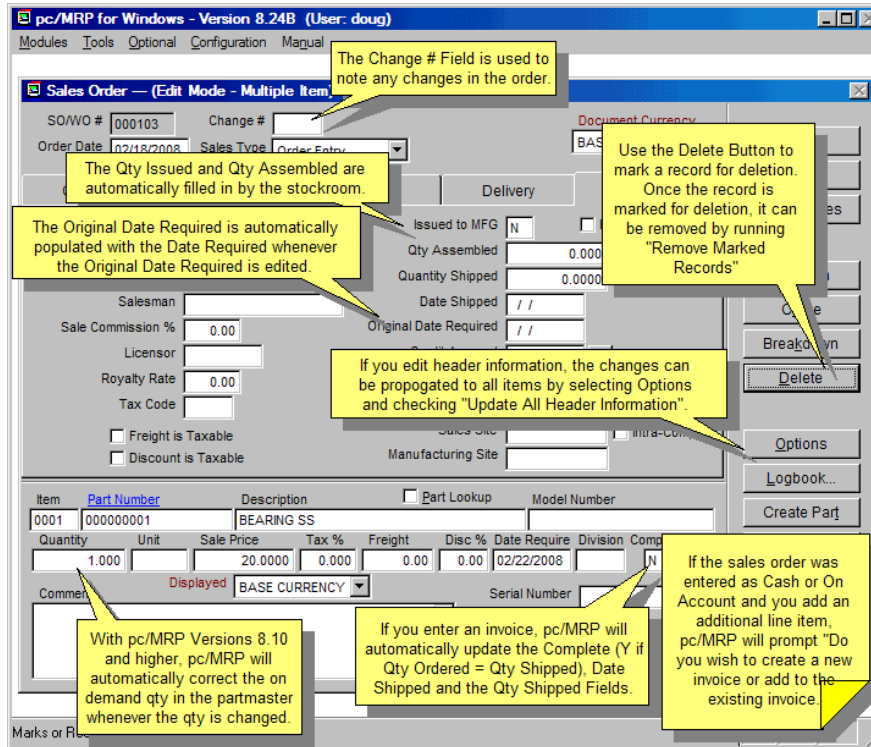 pc/MRP for Windows - Version 8.24B (User: doug)
Modules Tools Optional Configuration Manual
The Change # Field is used to
note any changes in the order.
Sales Order — (Edit Mode - Multiple Item)
SO/WO # 000103 Change #
Document Currency
Order Date 02/18/2008 Sales Type Order Entry
BAS
Use the Delete Button to
mark a record for deletion.
Once the record is
marked for deletion, it can
be removed by running
"Remove Marked
Records"
The Qty Issued and Qty Assembled are
automatically filled in by the stockroom.
Delivery
The Original Date Required is automatically
populated with the Date Required whenever
the Original Date Required is edited.
Issued to MFG N
Qty Assembled 0.000
Quantity Shipped 0.0000
Salesman
Date Shipped / /
Sale Commission % 0.00
Original Date Required / /
Licensor
Breakdown
If you edit header information, the changes can
be propogated to all items by selecting Options
and checking "Update All Header Information".
Royalty Rate 0.00
Delete
Tax Code
Freight is Taxable
Sales Site
Discount is Taxable
Manufacturing Site
Options
Logbook...
Create Part
Item Part Number Description Part Lookup Model Number
0001 000000001 BEARING SS
Quantity Unit Sale Price Tax % Freight Disc % Date Require Division Comp
1.000 20.0000 0.000 0.00 0.00 02/22/2008 N
Displayed BASE CURRENCY
Serial Number
Commen
With pc/MRP Versions 8.10
and higher, pc/MRP will
automatically correct the on
demand qty in the partmaster
whenever the qty is changed.
If you enter an invoice, pc/MRP will
automatically update the Complete (Y if
Qty Ordered = Qty Shipped), Date
Shipped and the Qty Shipped Fields.
If the sales order was
entered as Cash or On
Account and you add an
additional line item,
pc/MRP will prompt "Do
you wish to create a new
invoice or add to the
existing invoice.
Marks or Re